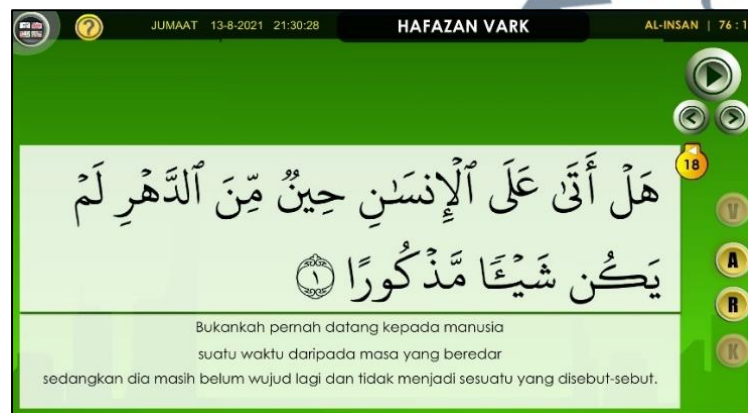 JUMAAT 13-8-2021 21:30:28 HAFAZAN VARK AL-INSAN | 76 : 1
18
هَلْ أَتَىٰ عَلَى ٱلْإِنسَـٰنِ حِينٌ مِّنَ ٱلدَّهْرِ لَمْ
يَكُن شَيْـًٔا مَّذْكُورًا ١
V
A
R
K
Bukankah pernah datang kepada manusia
suatu waktu daripada masa yang beredar
sedangkan dia masih belum wujud lagi dan tidak menjadi sesuatu yang disebut-sebut.